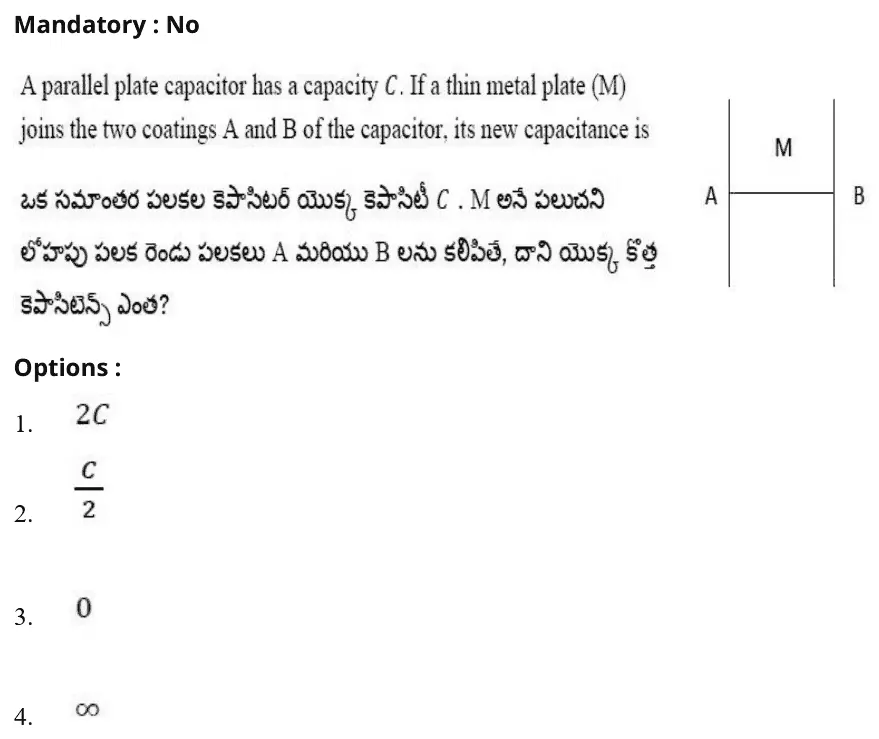 Mandatory : No
A parallel plate capacitor has a capacity C. If a thin metal plate (M)
joins the two coatings A and B of the capacitor, its new capacitance is
ఒక సమాంతర పలకల కెపాసిటర్ యొక్క కెపాసిటీ C . M అనే పలుచని
లోహపు పలక రెండు పలకలు A మరియు B లను కలిపితే, దాని యొక్క కొత్త
కెపాసిటెన్స్ ఎంత?
M
A B
Options :
1. 2C
2. C/2
3. 0
4. ∞